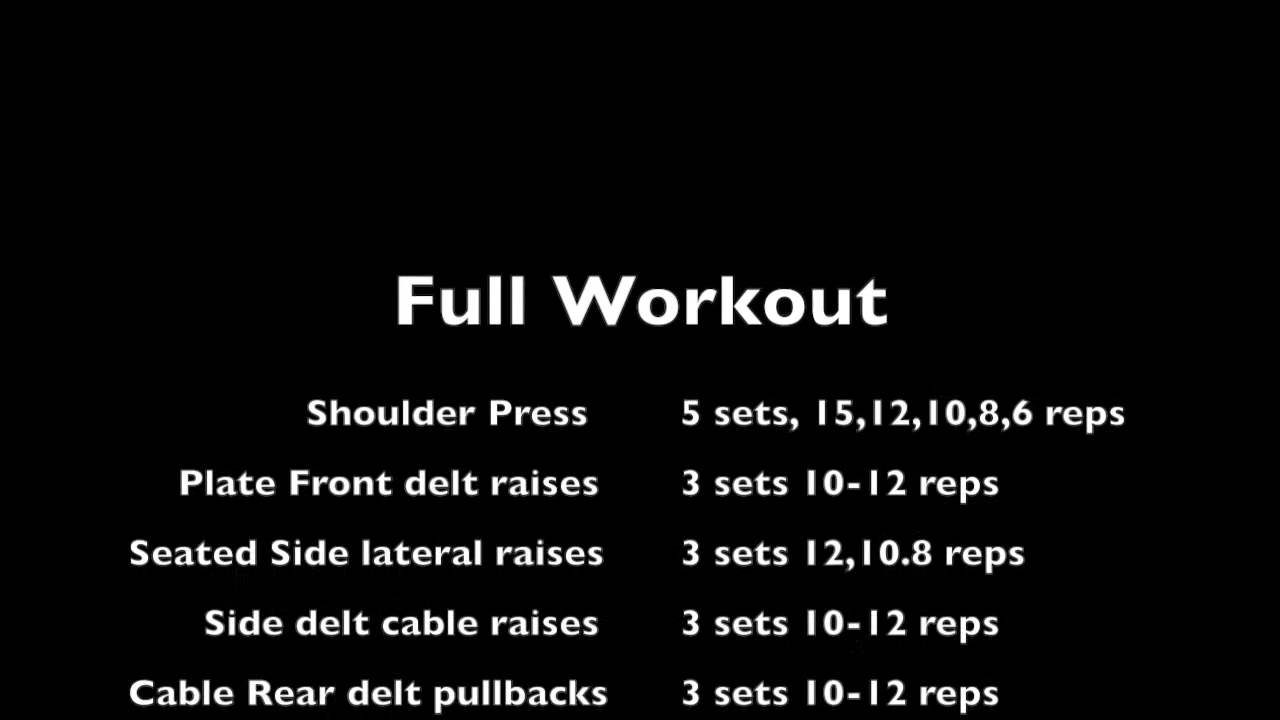 Full Workout
Shoulder Press 5 sets, 15,12,10,8,6 reps
Plate Front delt raises 3 sets 10-12 reps
Seated Side lateral raises 3 sets 12,10.8 reps
Side delt cable raises 3 sets 10-12 reps
Cable Rear delt pullbacks 3 sets 10-12 reps